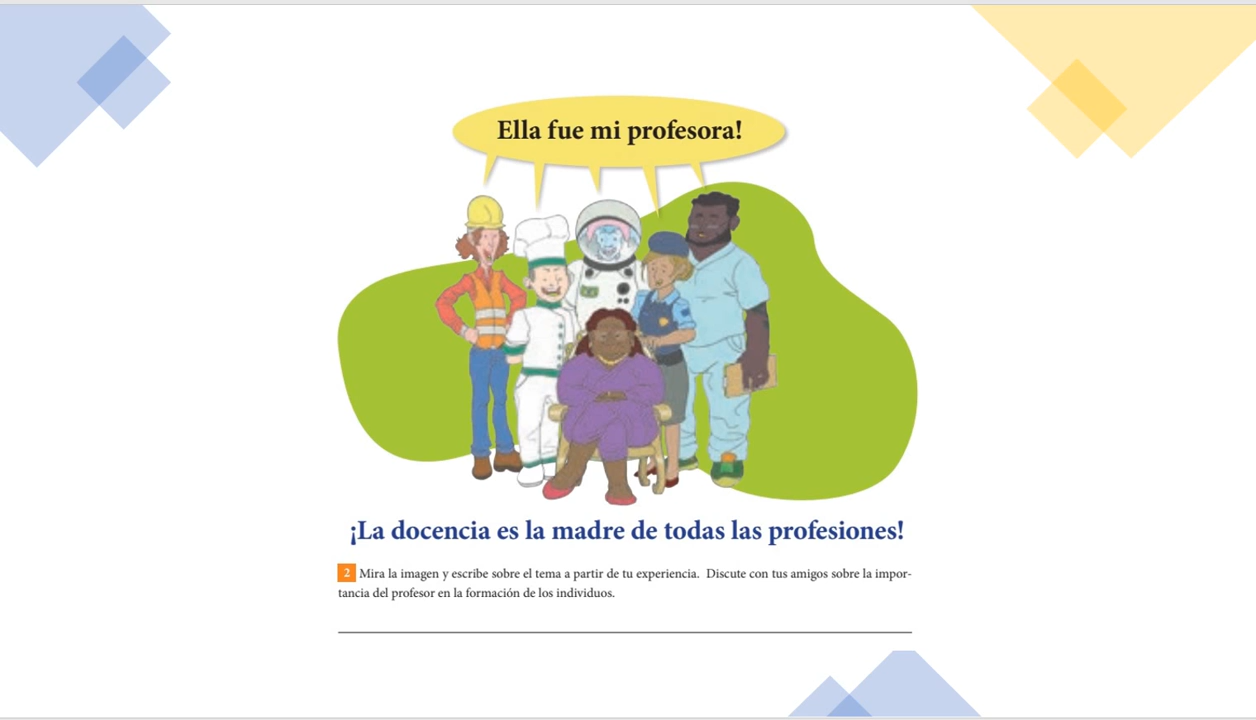 Ella fue mi profesora!
¡La docencia es la madre de todas las profesiones!
2 Mira la imagen y escribe sobre el tema a partir de tu experiencia. Discute con tus amigos sobre la impor-
tancia del profesor en la formación de los individuos.